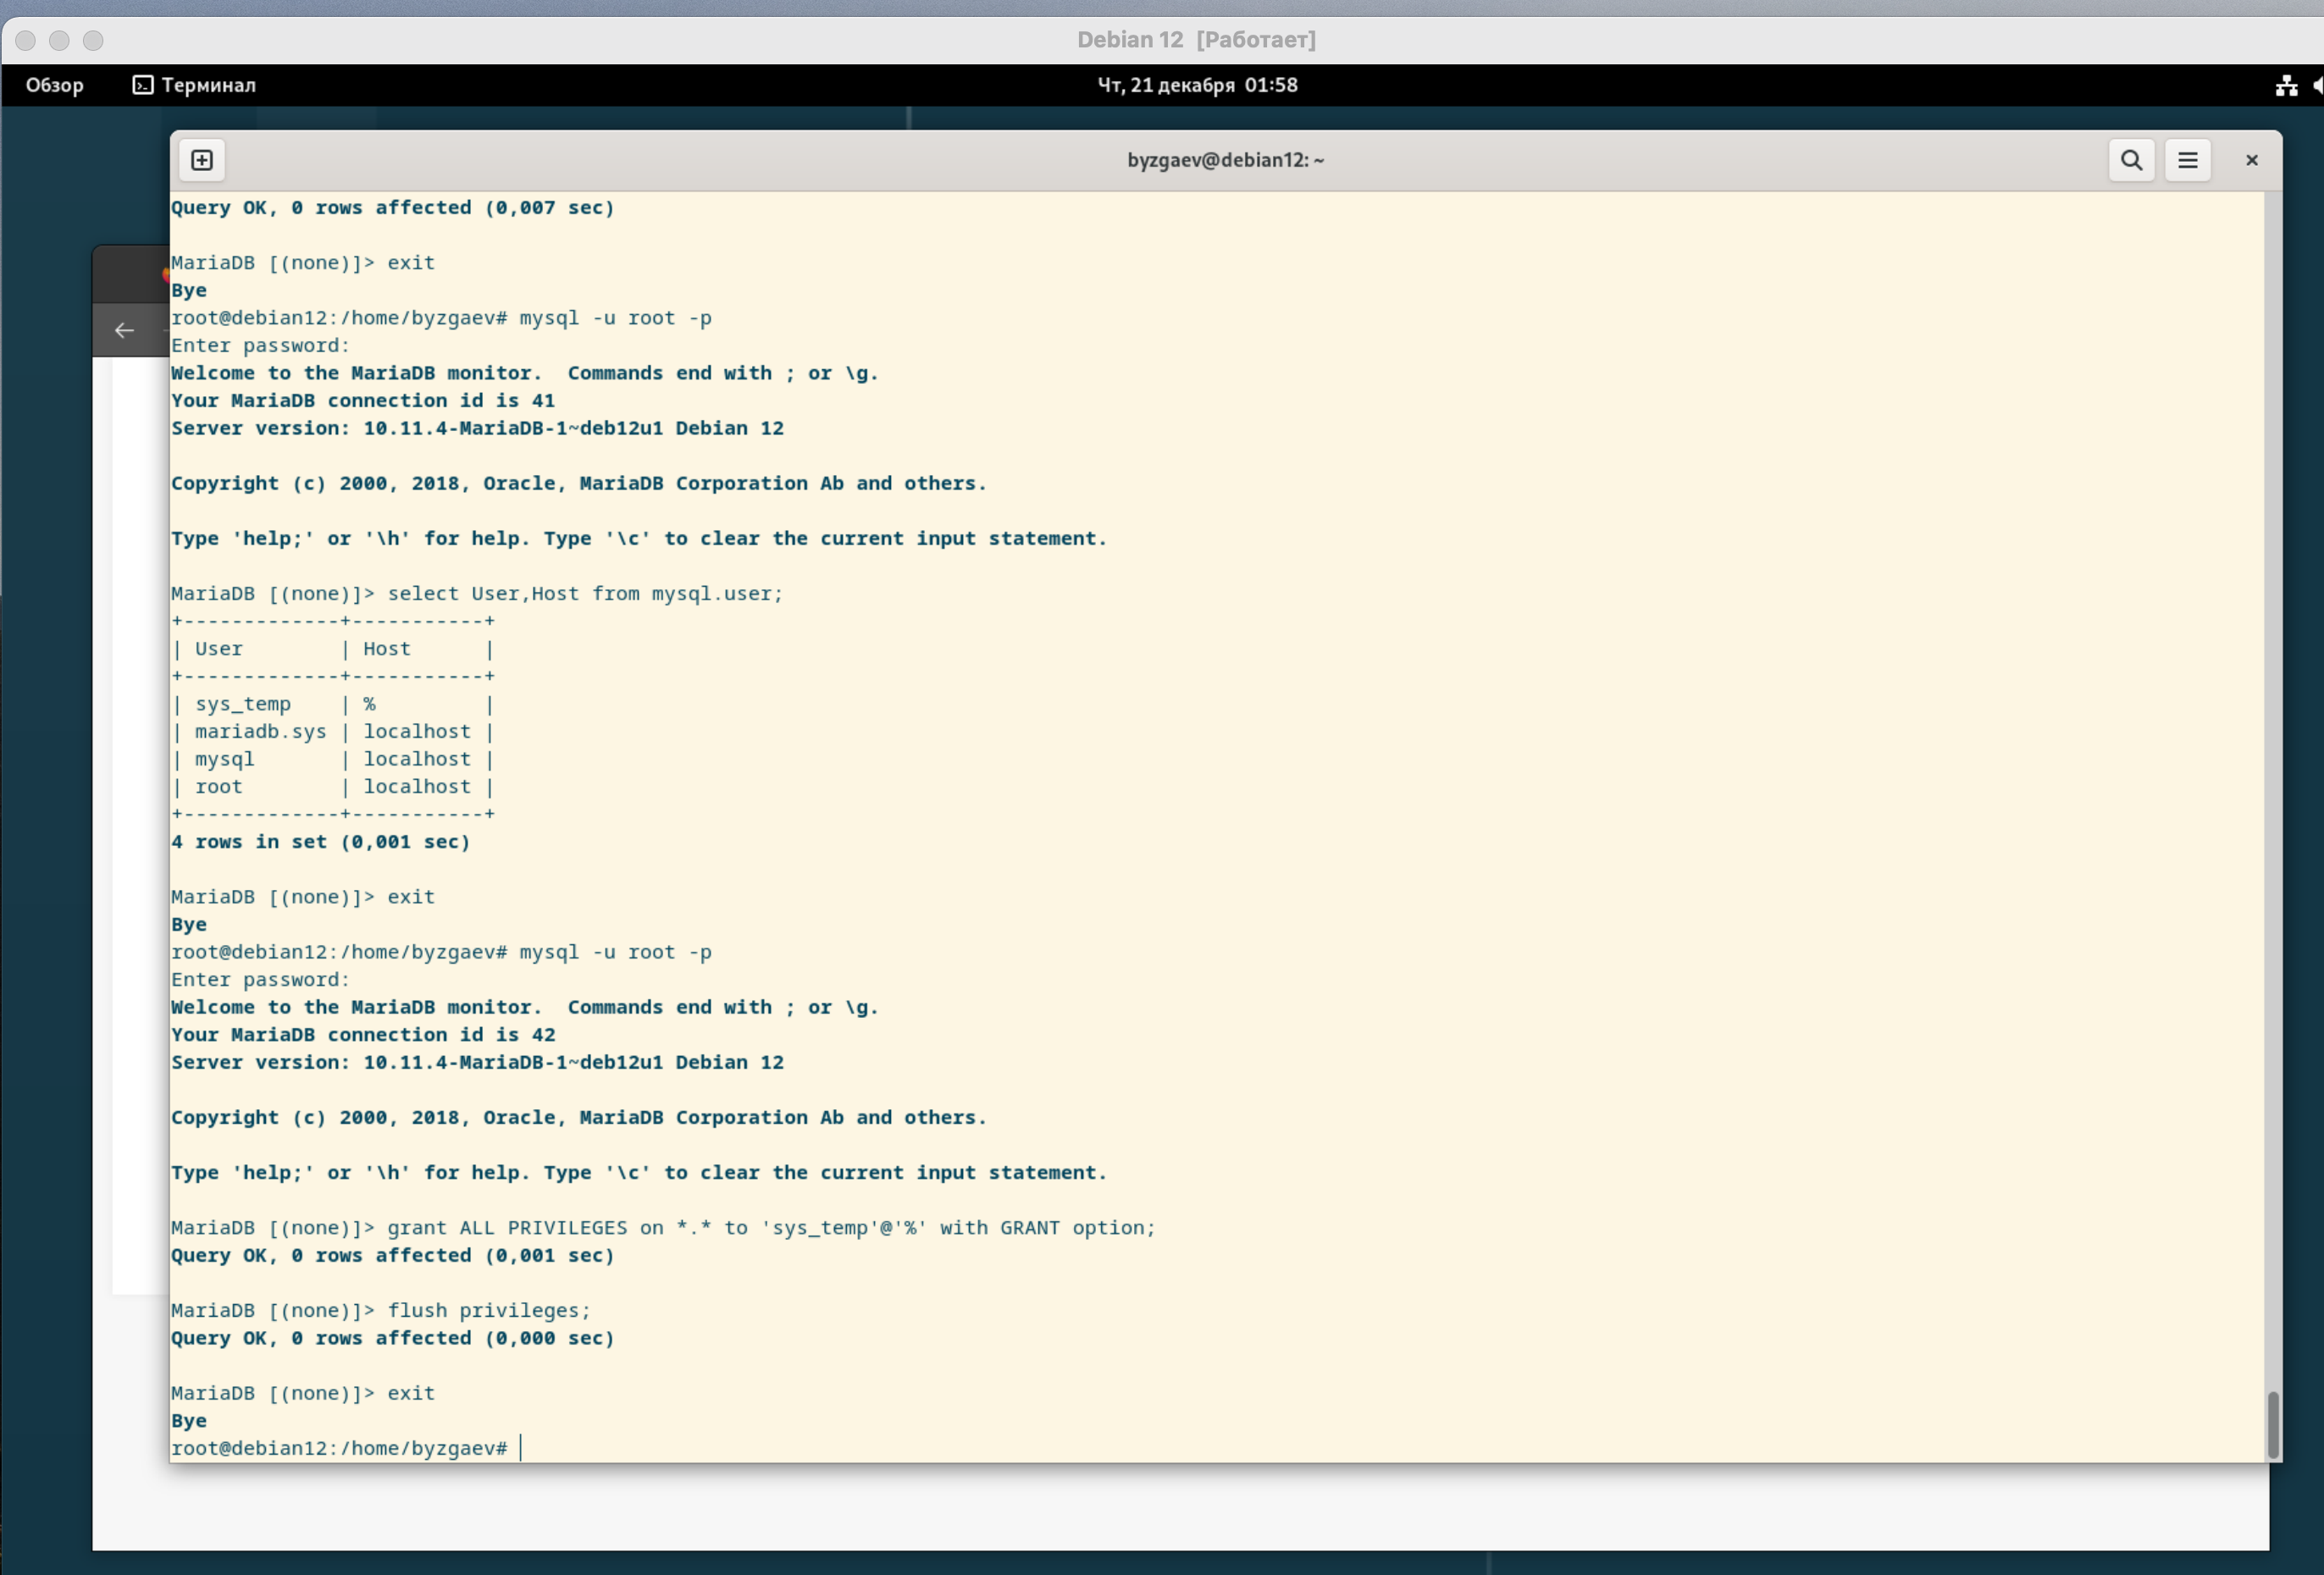 Debian 12 [Работает]
Обзор Терминал Чт, 21 декабря 01:58
byzgaev@debian12: ~
Query OK, 0 rows affected (0,007 sec)
MariaDB [(none)]> exit
Bye
root@debian12:/home/byzgaev# mysql -u root -p
Enter password:
Welcome to the MariaDB monitor.  Commands end with ; or \g.
Your MariaDB connection id is 41
Server version: 10.11.4-MariaDB-1~deb12u1 Debian 12
Copyright (c) 2000, 2018, Oracle, MariaDB Corporation Ab and others.
Type 'help;' or '\h' for help. Type '\c' to clear the current input statement.
MariaDB [(none)]> select User,Host from mysql.user;
+-------------+-----------+
| User        | Host      |
+-------------+-----------+
| sys_temp    | %         |
| mariadb.sys | localhost |
| mysql       | localhost |
| root        | localhost |
+-------------+-----------+
4 rows in set (0,001 sec)
MariaDB [(none)]> exit
Bye
root@debian12:/home/byzgaev# mysql -u root -p
Enter password:
Welcome to the MariaDB monitor.  Commands end with ; or \g.
Your MariaDB connection id is 42
Server version: 10.11.4-MariaDB-1~deb12u1 Debian 12
Copyright (c) 2000, 2018, Oracle, MariaDB Corporation Ab and others.
Type 'help;' or '\h' for help. Type '\c' to clear the current input statement.
MariaDB [(none)]> grant ALL PRIVILEGES on *.* to 'sys_temp'@'%' with GRANT option;
Query OK, 0 rows affected (0,001 sec)
MariaDB [(none)]> flush privileges;
Query OK, 0 rows affected (0,000 sec)
MariaDB [(none)]> exit
Bye
root@debian12:/home/byzgaev#